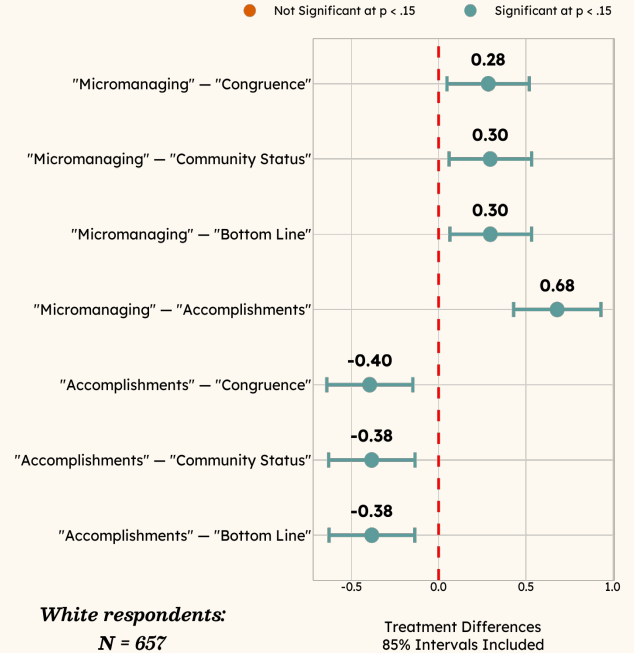 Not Significant at p < .15 Significant at p < .15
"Micromanaging" — "Congruence" 0.28
"Micromanaging" — "Community Status" 0.30
"Micromanaging" — "Bottom Line" 0.30
"Micromanaging" — "Accomplishments" 0.68
"Accomplishments" — "Congruence" -0.40
"Accomplishments" — "Community Status" -0.38
"Accomplishments" — "Bottom Line" -0.38
-0.5 0.0 0.5 1.0
White respondents:
N = 657
Treatment Differences
85% Intervals Included